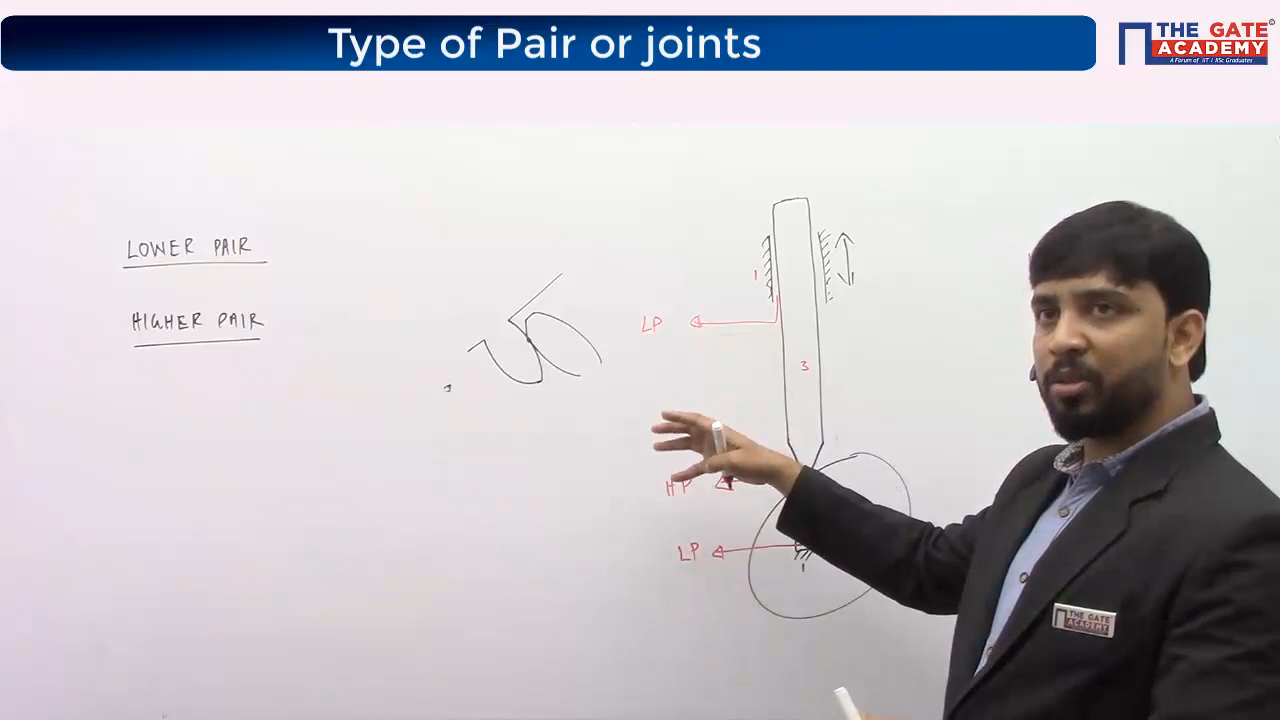 Type of Pair or joints
THE GATE
ACADEMY
A Forum of IIT / IISc Graduates
LOWER PAIR
HIGHER PAIR
1
LP
3
HP
LP
1
THE GATE
ACADEMY